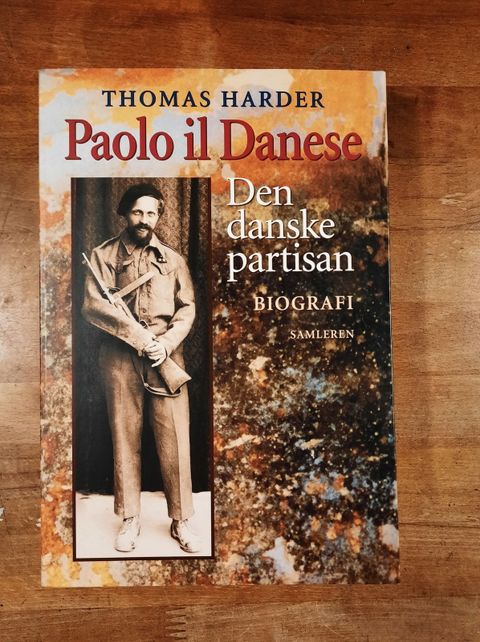 THOMAS HARDER
Paolo il Danese
Den
danske
partisan
BIOGRAFI
SAMLEREN